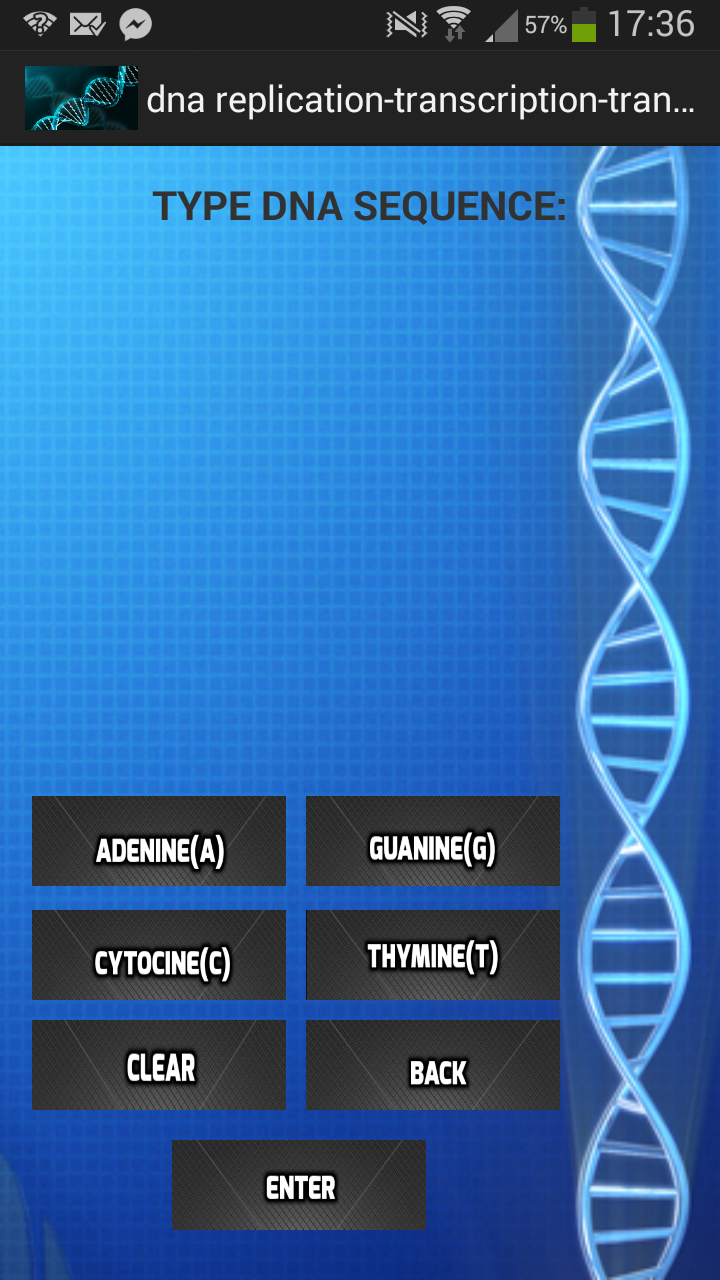 57% 17:36
dna replication-transcription-tran...
TYPE DNA SEQUENCE:
ADENINE(A) GUANINE(G)
CYTOCINE(C) THYMINE(T)
CLEAR BACK
ENTER